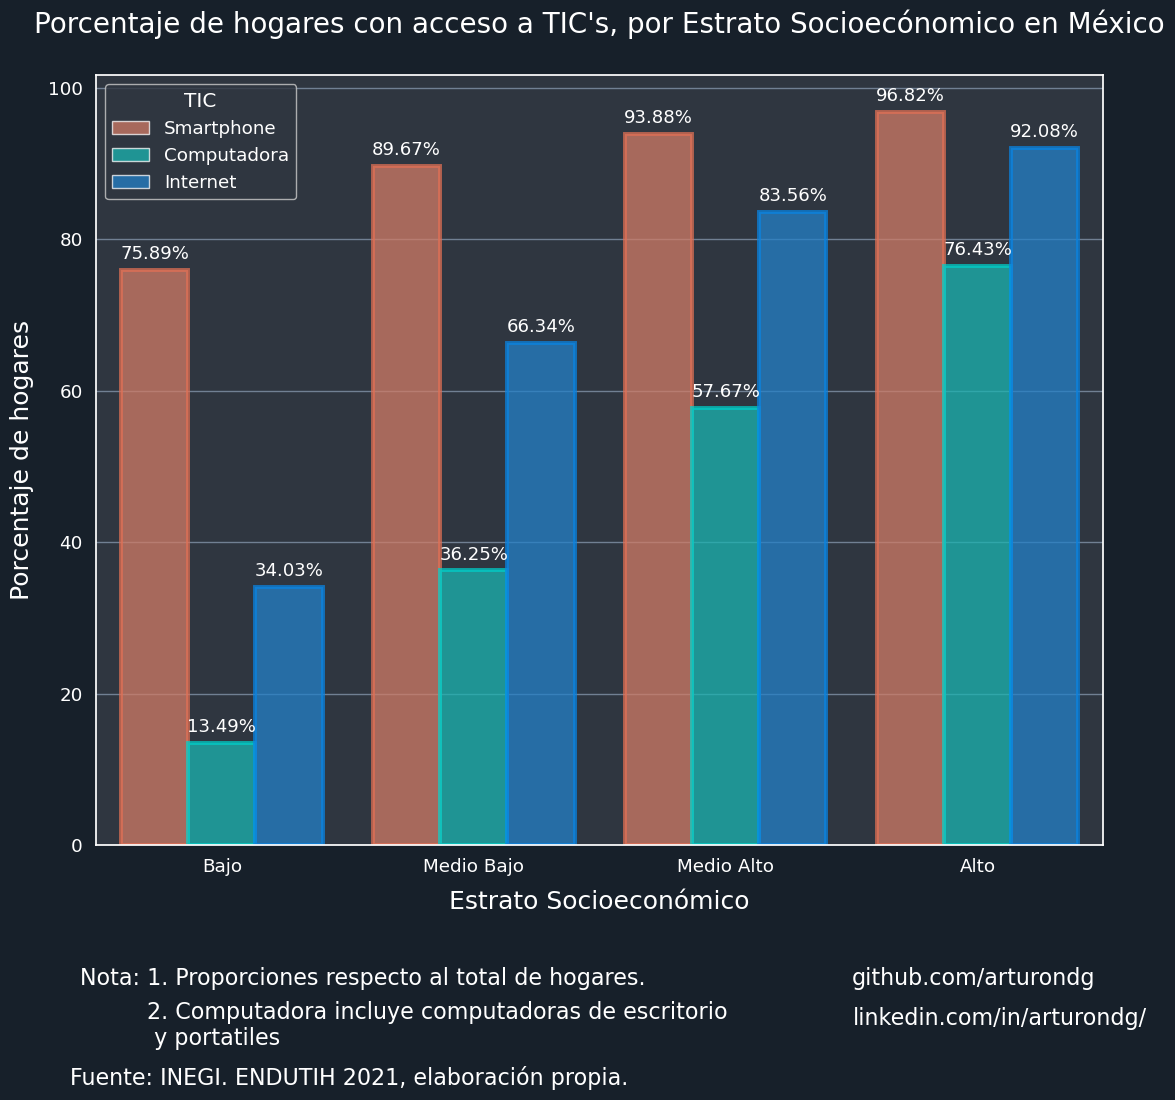 Porcentaje de hogares con acceso a TIC's, por Estrato Socioecónomico en México
TIC
Smartphone
Computadora
Internet
Porcentaje de hogares
100
80
60
40
20
0
75.89%
13.49%
34.03%
89.67%
36.25%
66.34%
93.88%
57.67%
83.56%
96.82%
76.43%
92.08%
Bajo
Medio Bajo
Medio Alto
Alto
Estrato Socioeconómico
Nota: 1. Proporciones respecto al total de hogares.
2. Computadora incluye computadoras de escritorio
y portatiles
Fuente: INEGI. ENDUTIH 2021, elaboración propia.
github.com/arturondg
linkedin.com/in/arturondg/